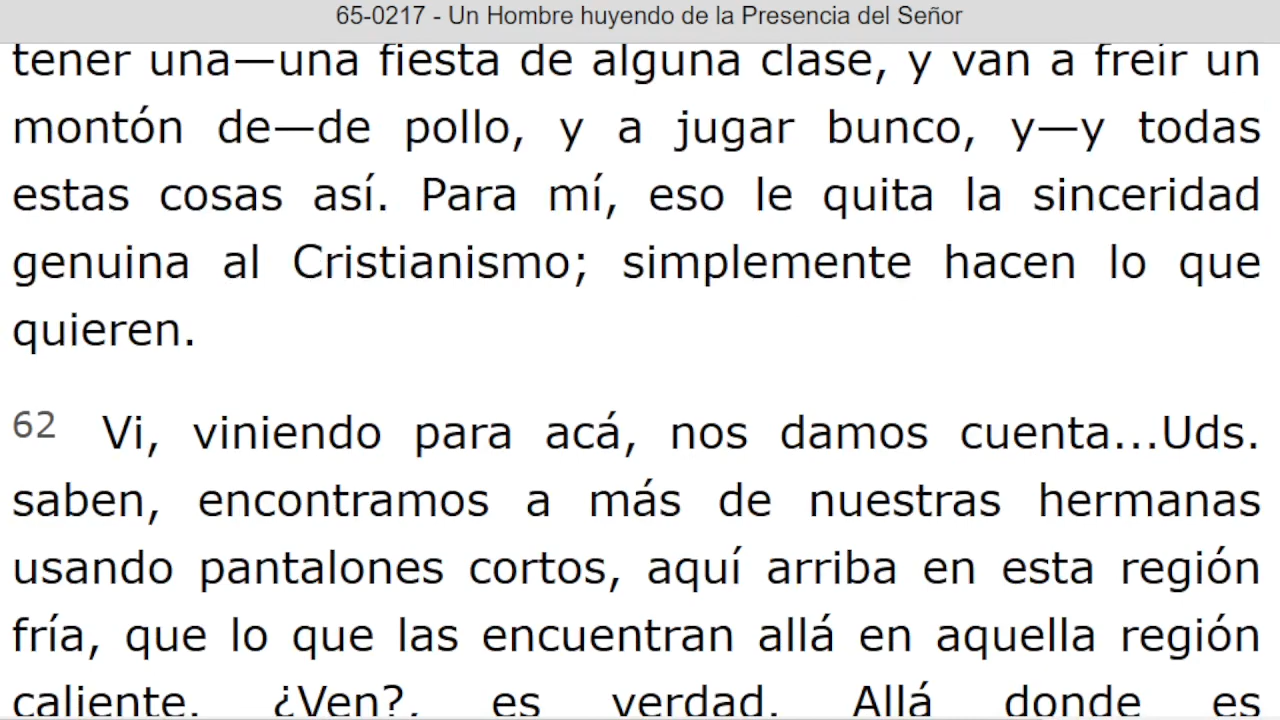 65-0217 - Un Hombre huyendo de la Presencia del Señor
tener una—una fiesta de alguna clase, y van a freír un
montón de—de pollo, y a jugar bunco, y—y todas
estas cosas así. Para mí, eso le quita la sinceridad
genuina al Cristianismo; simplemente hacen lo que
quieren.
62 Vi, viniendo para acá, nos damos cuenta...Uds.
saben, encontramos a más de nuestras hermanas
usando pantalones cortos, aquí arriba en esta región
fría, que lo que las encuentran allá en aquella región
caliente. ¿Ven?, es verdad. Allá donde es